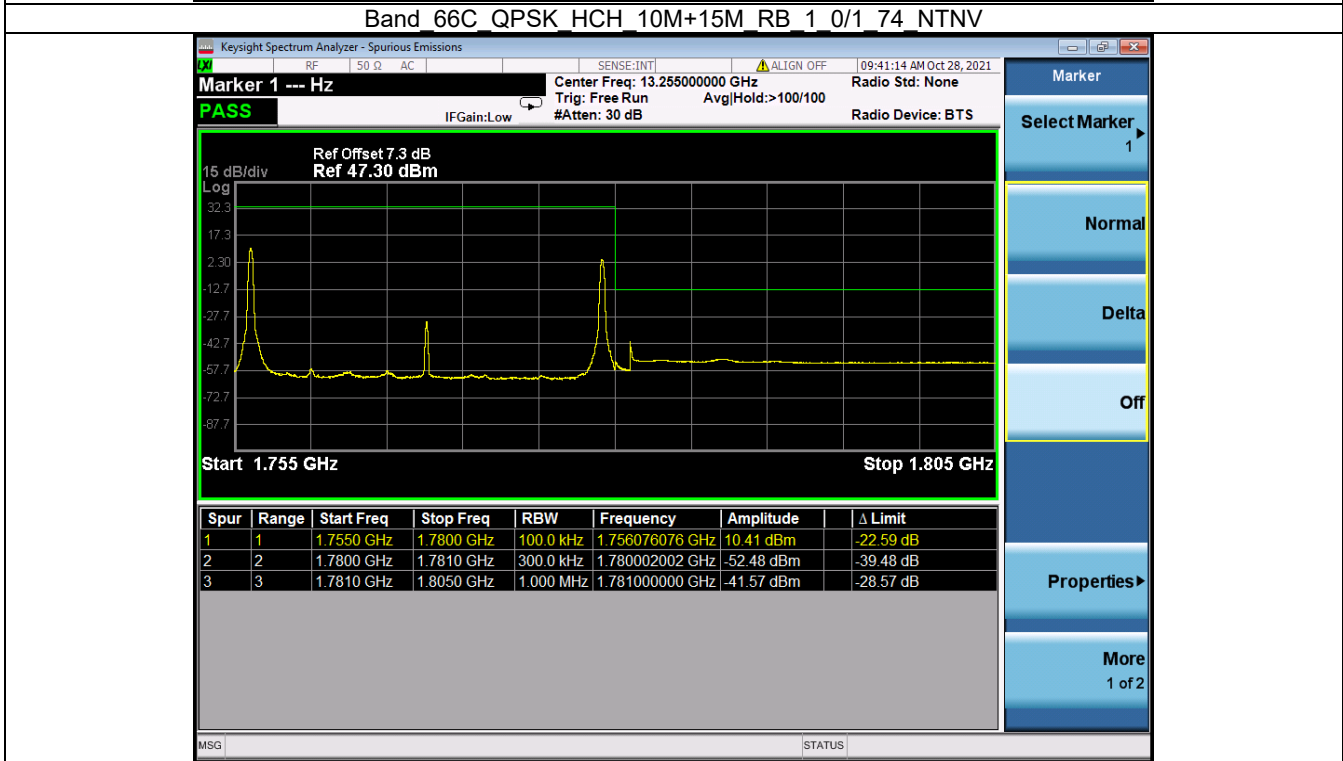 Band_66C_QPSK_HCH_10M+15M_RB_1_0/1_74_NTNV
Keysight Spectrum Analyzer - Spurious Emissions
LXI RF 50 Ω AC SENSE:INT ALIGN OFF 09:41:14 AM Oct 28, 2021
Marker 1 --- Hz
Center Freq: 13.255000000 GHz Radio Std: None
Trig: Free Run Avg|Hold:>100/100
PASS IFGain:Low #Atten: 30 dB Radio Device: BTS
Ref Offset 7.3 dB
15 dB/div Ref 47.30 dBm
Log
32.3
17.3
2.30
-12.7
-27.7
-42.7
-57.7
-72.7
-87.7
Start 1.755 GHz Stop 1.805 GHz
Spur Range Start Freq Stop Freq RBW Frequency Amplitude Δ Limit
1 1 1.7550 GHz 1.7800 GHz 100.0 kHz 1.756076076 GHz 10.41 dBm -22.59 dB
2 2 1.7800 GHz 1.7810 GHz 300.0 kHz 1.780002002 GHz -52.48 dBm -39.48 dB
3 3 1.7810 GHz 1.8050 GHz 1.000 MHz 1.781000000 GHz -41.57 dBm -28.57 dB
Marker
Select Marker
1
Normal
Delta
Off
Properties
More
1 of 2
MSG STATUS